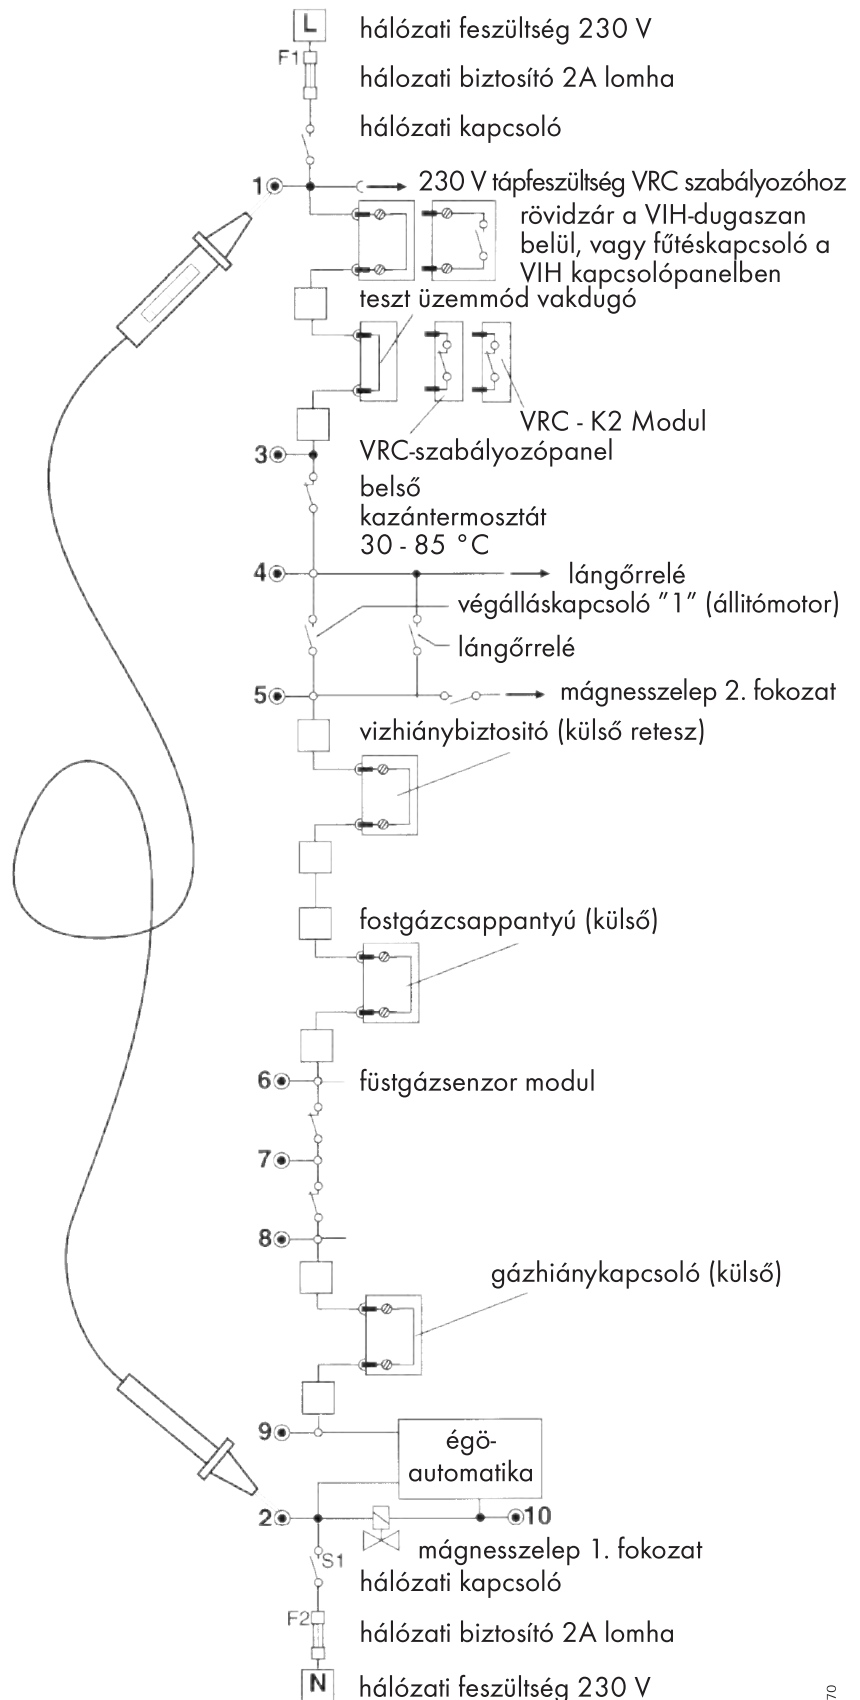 L
hálózati feszültség 230 V
F1
hálozati biztosító 2A lomha
hálózati kapcsoló
1
230 V tápfeszültség VRC szabályozóhoz
rövidzár a VIH-dugaszan
belül, vagy fűtéskapcsoló a
VIH kapcsolópanelben
teszt üzemmód vakdugó
VRC - K2 Modul
VRC-szabályozópanel
3
belső
kazántermosztát
30 - 85 °C
4
lángőrrelé
végálláskapcsoló "1" (állitómotor)
lángőrrelé
5
mágnesszelep 2. fokozat
vizhiánybiztositó (külső retesz)
fostgázcsappantyú (külső)
6
füstgázsenzor modul
7
8
gázhiánykapcsoló (külső)
9
égö-
automatika
2
10
mágnesszelep 1. fokozat
S1
hálózati kapcsoló
F2
hálózati biztosító 2A lomha
N
hálózati feszültség 230 V
70